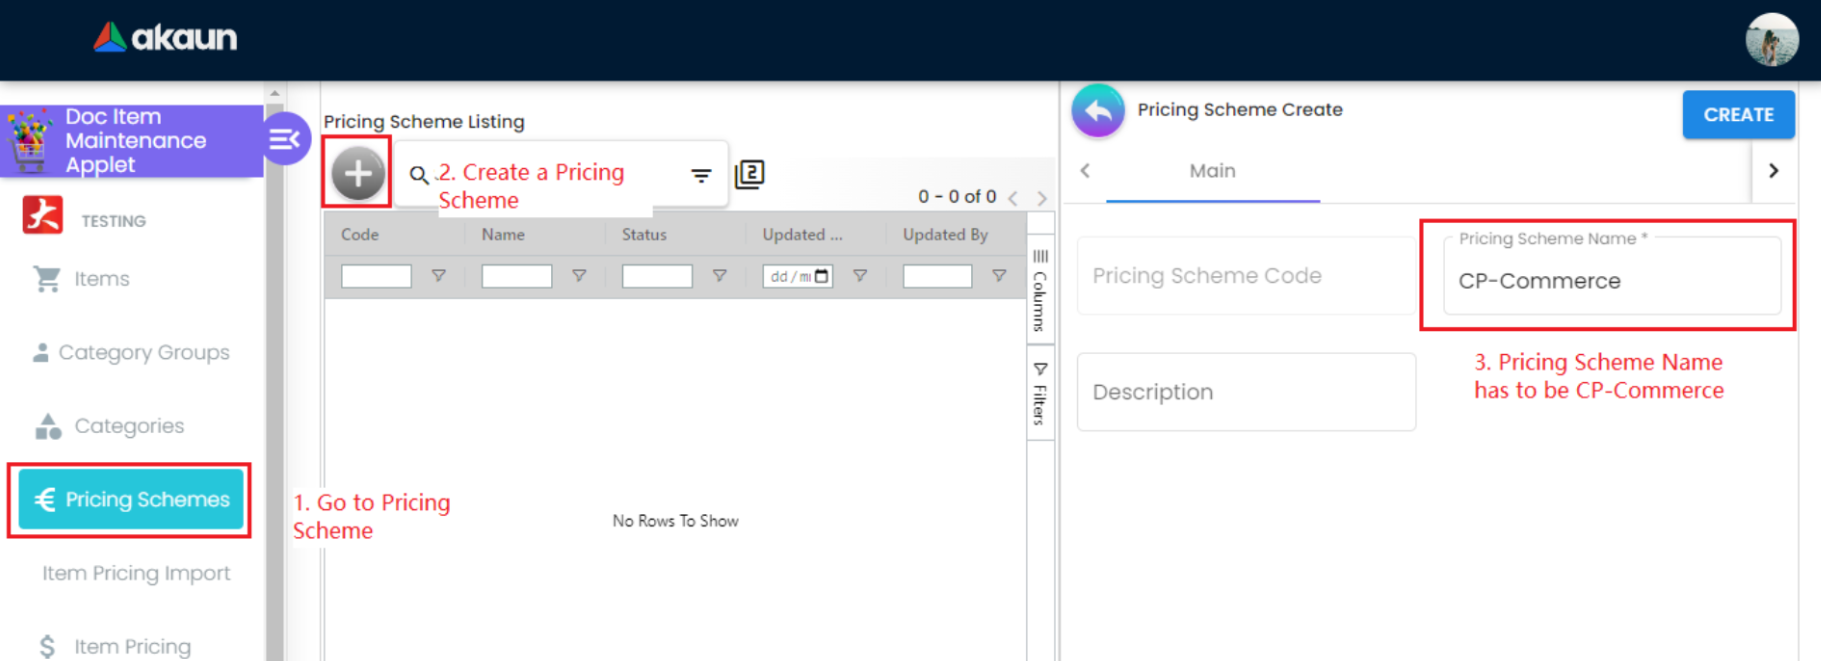 akaun
Doc Item
Maintenance
Applet
TESTING
Items
Category Groups
Categories
Pricing Schemes
Item Pricing Import
Item Pricing
1. Go to Pricing
Scheme
Pricing Scheme Listing
2. Create a Pricing
Scheme
2
0 - 0 of 0
Code Name Status Updated ... Updated By
dd/m
Columns
Filters
No Rows To Show
Pricing Scheme Create
CREATE
Main
Pricing Scheme Code
Pricing Scheme Name *
CP-Commerce
3. Pricing Scheme Name
has to be CP-Commerce
Description